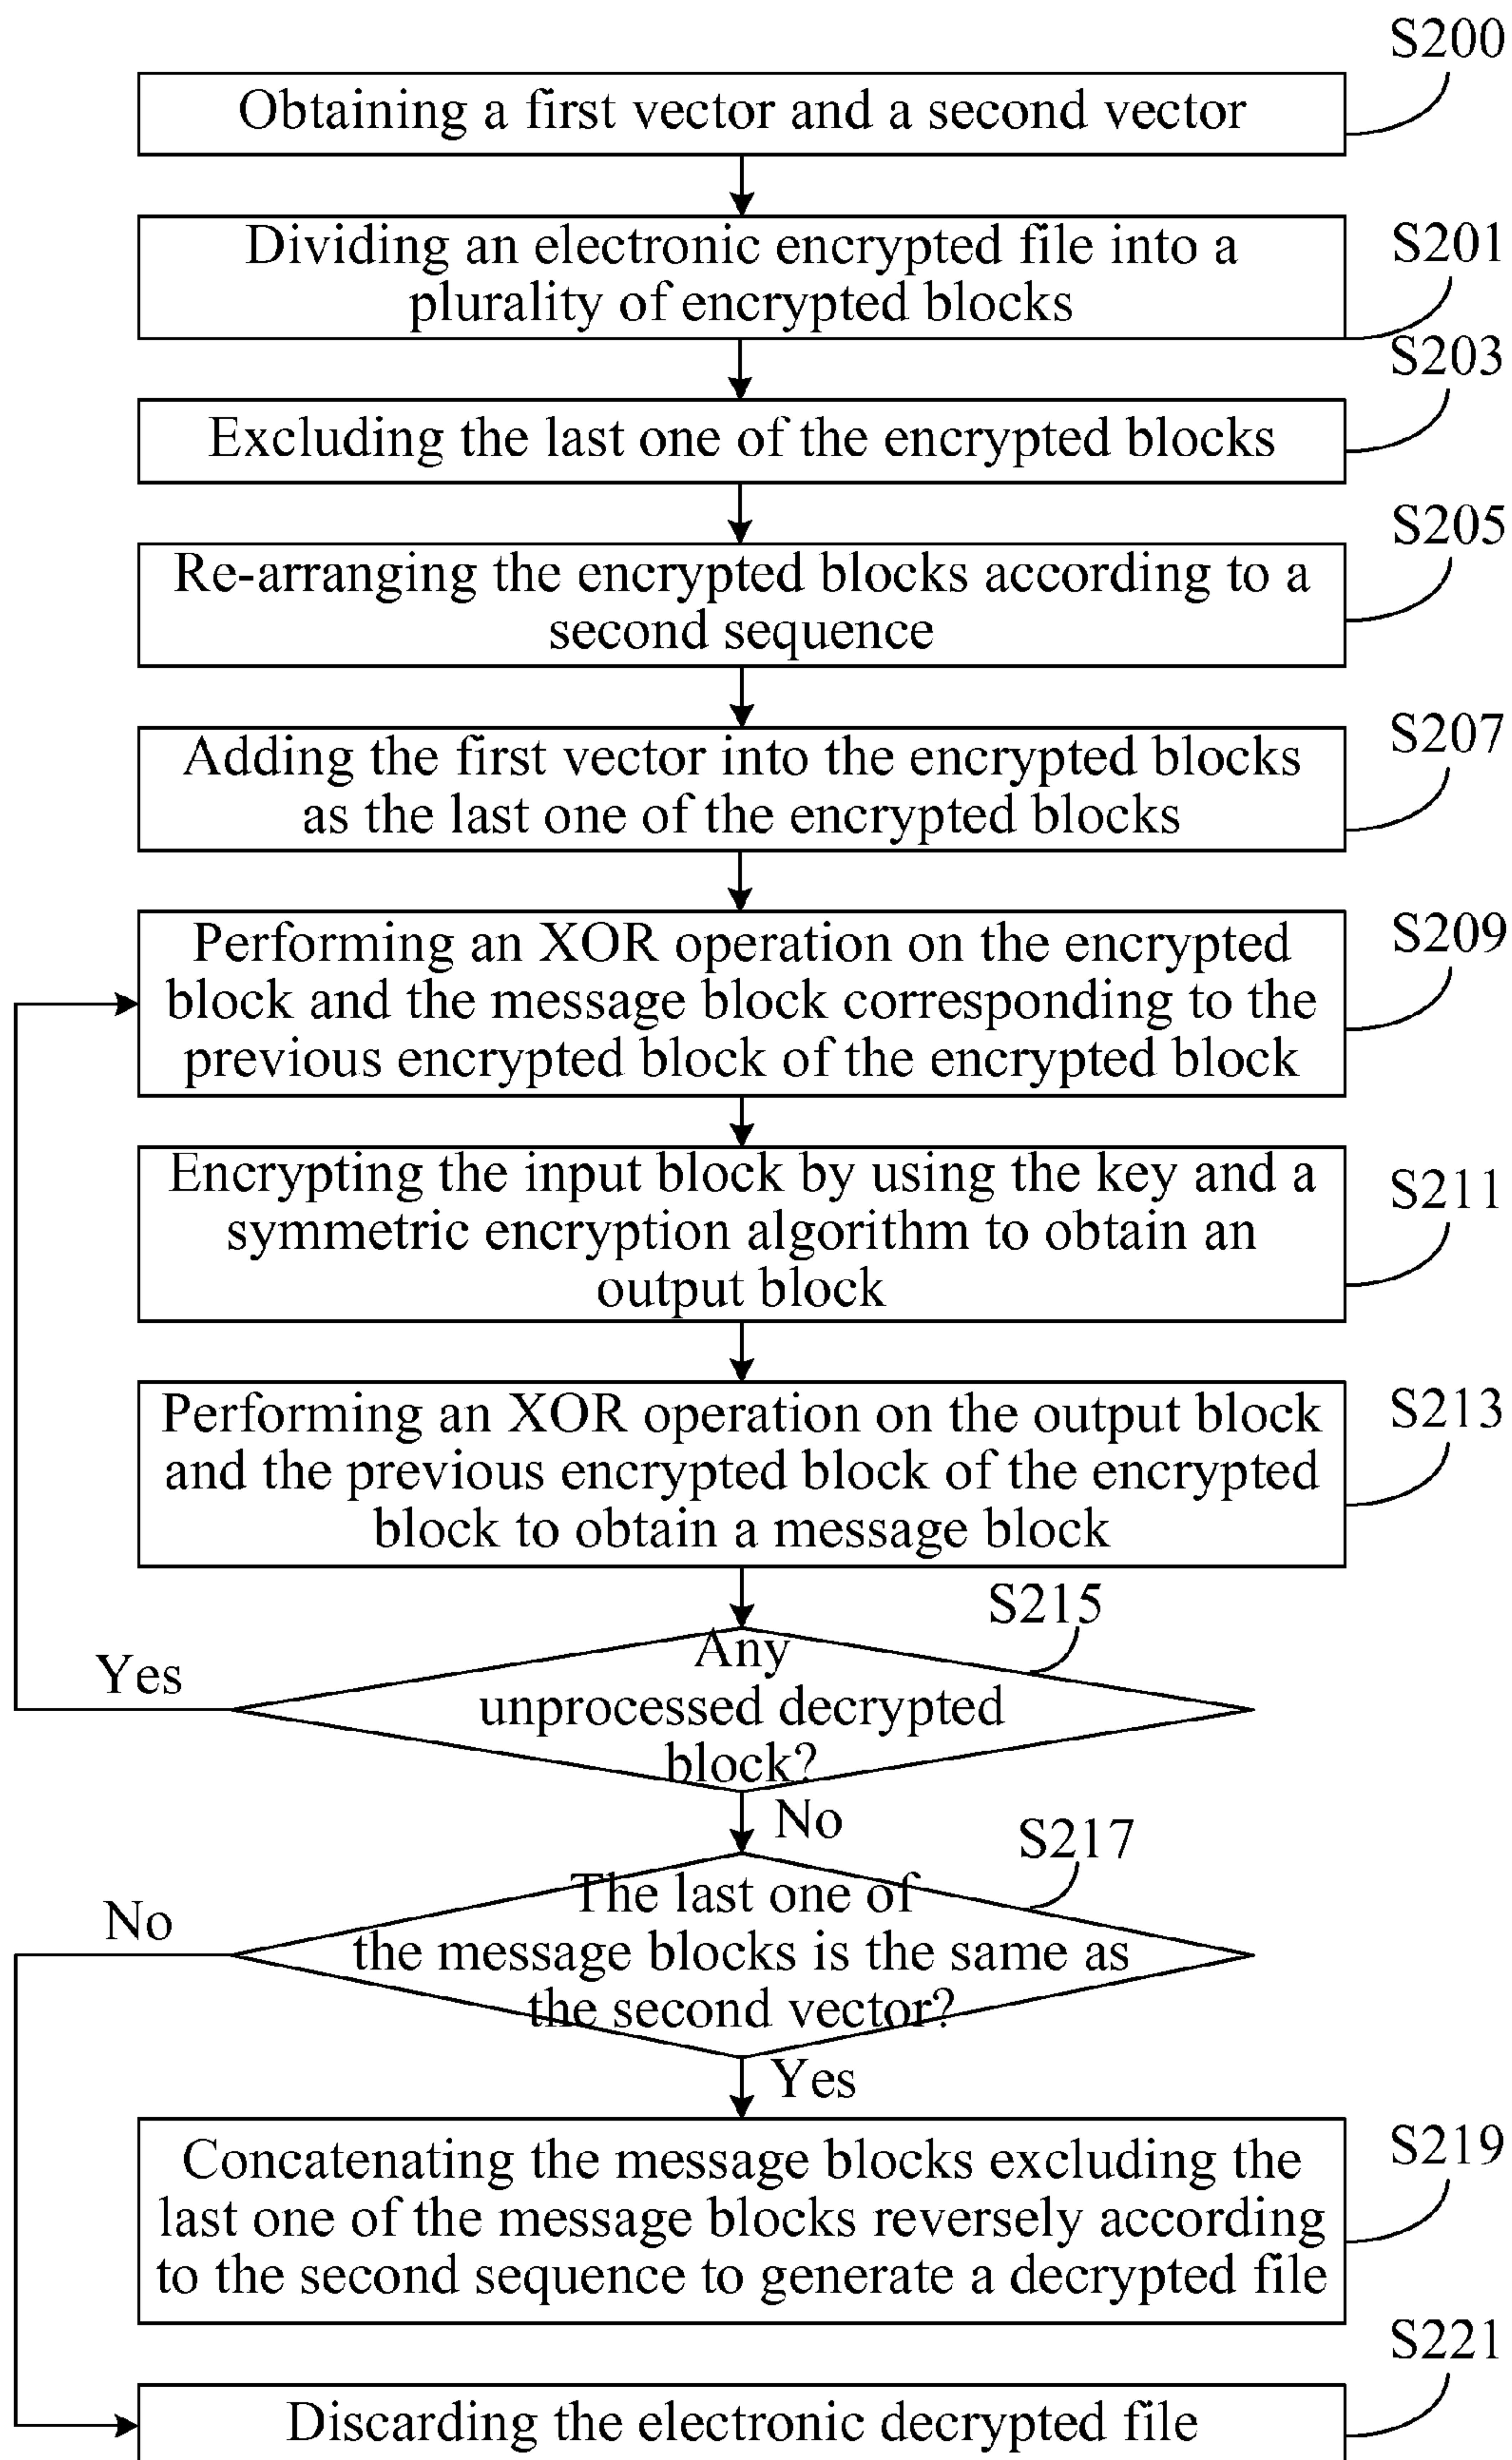 S200
Obtaining a first vector and a second vector
S201
Dividing an electronic encrypted file into a
plurality of encrypted blocks
S203
Excluding the last one of the encrypted blocks
S205
Re-arranging the encrypted blocks according to a
second sequence
S207
Adding the first vector into the encrypted blocks
as the last one of the encrypted blocks
S209
Performing an XOR operation on the encrypted
block and the message block corresponding to the
previous encrypted block of the encrypted block
S211
Encrypting the input block by using the key and a
symmetric encryption algorithm to obtain an
output block
S213
Performing an XOR operation on the output block
and the previous encrypted block of the encrypted
block to obtain a message block
S215
Yes
Any
unprocessed decrypted
block?
No
S217
No
The last one of
the message blocks is the same as
the second vector?
Yes
S219
Concatenating the message blocks excluding the
last one of the message blocks reversely according
to the second sequence to generate a decrypted file
S221
Discarding the electronic decrypted file